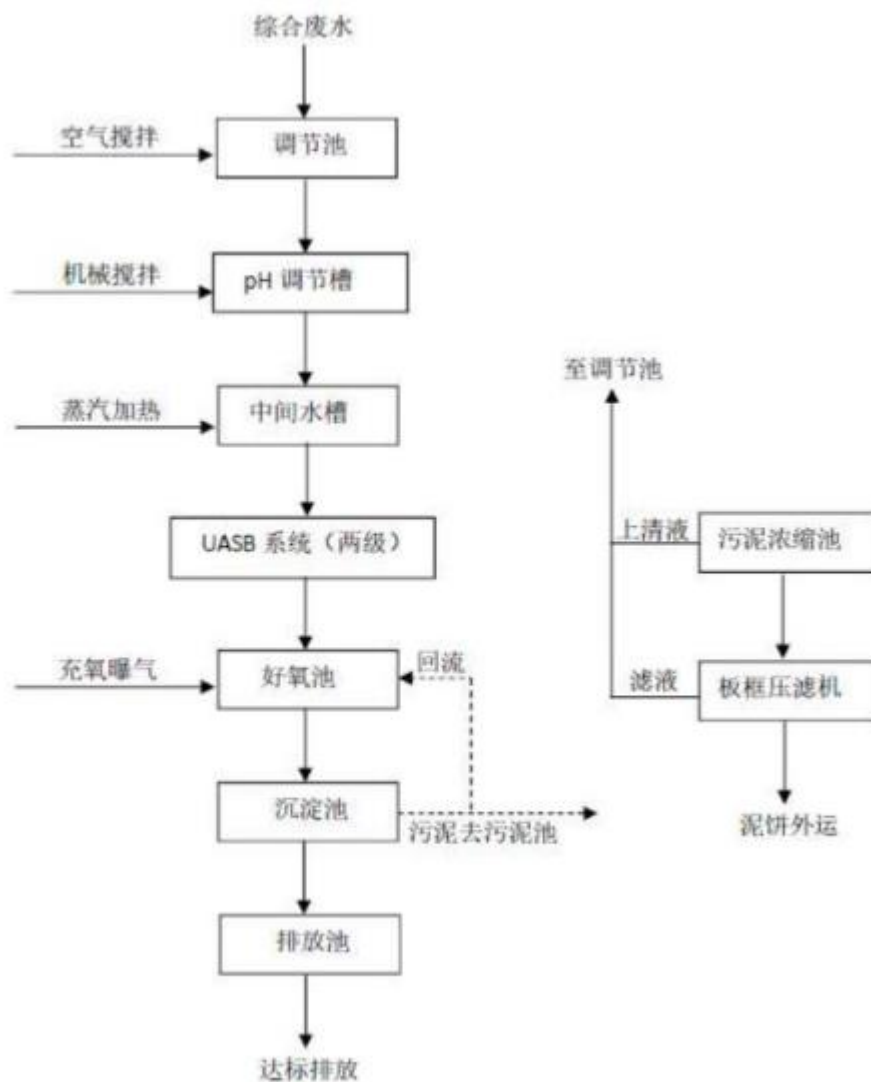 综合废水
空气搅拌
调节池
机械搅拌
pH 调节槽
至调节池
蒸汽加热
中间水槽
上清液
污泥浓缩池
UASB 系统（两级）
充氧曝气
好氧池
回流
滤液
板框压滤机
沉淀池
污泥去污泥池
泥饼外运
排放池
达标排放